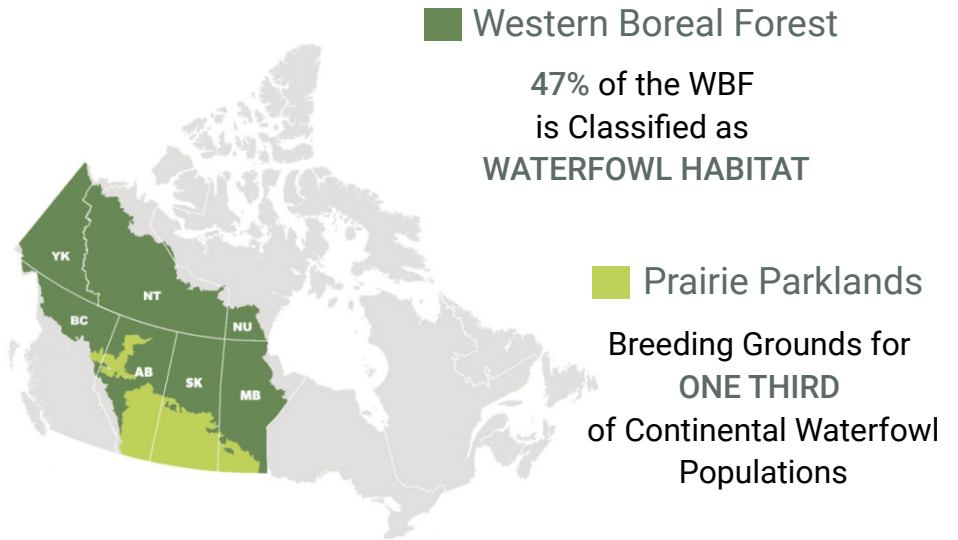 Western Boreal Forest
47% of the WBF
is Classified as
WATERFOWL HABITAT
YK
NT
BC
NU
AB
SK
MB
Prairie Parklands
Breeding Grounds for
ONE THIRD
of Continental Waterfowl
Populations